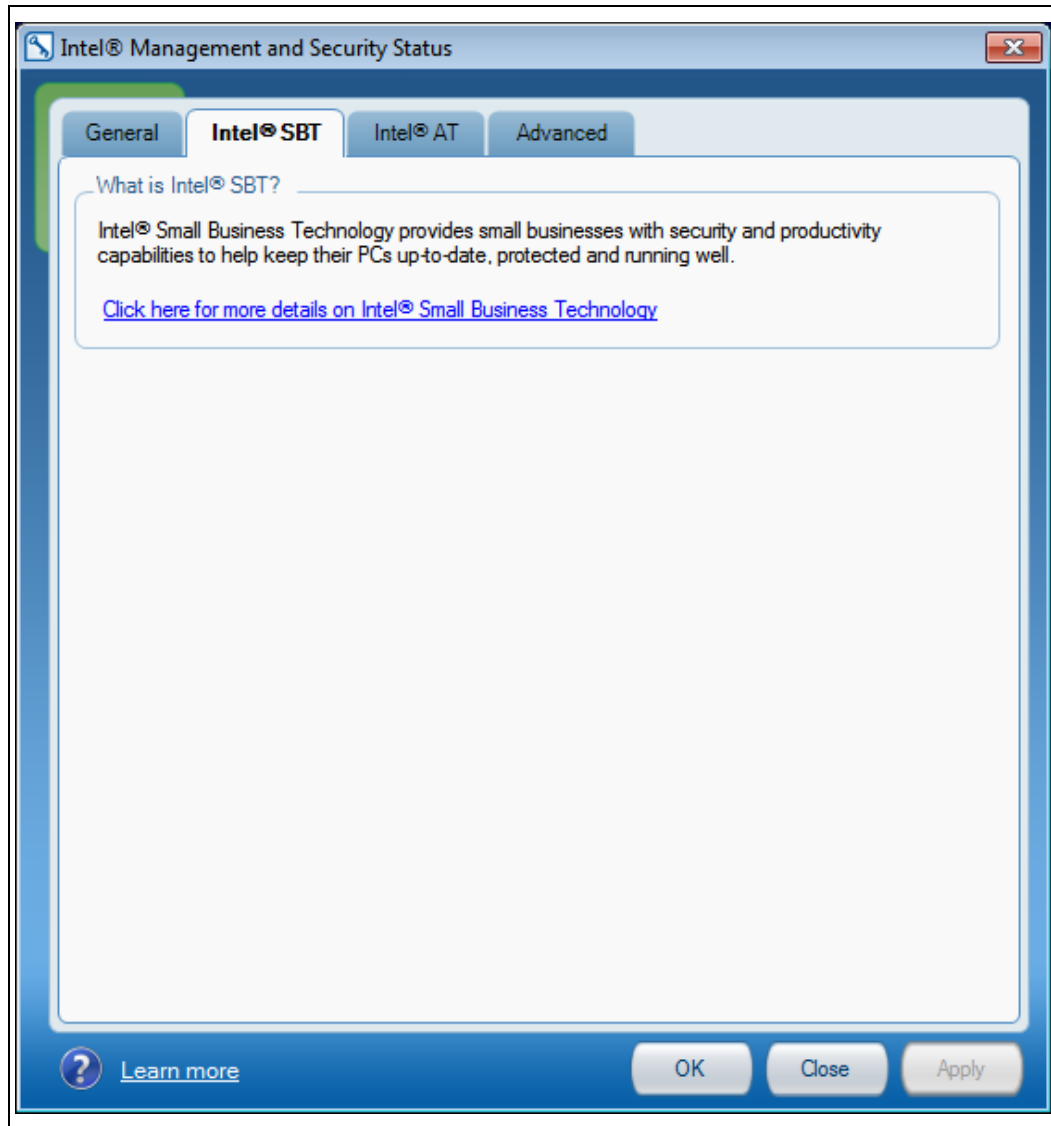 Intel® Management and Security Status
General
Intel® SBT
Intel® AT
Advanced
What is Intel® SBT?
Intel® Small Business Technology provides small businesses with security and productivity
capabilities to help keep their PCs up-to-date, protected and running well.
Click here for more details on Intel® Small Business Technology
Learn more
OK
Close
Apply